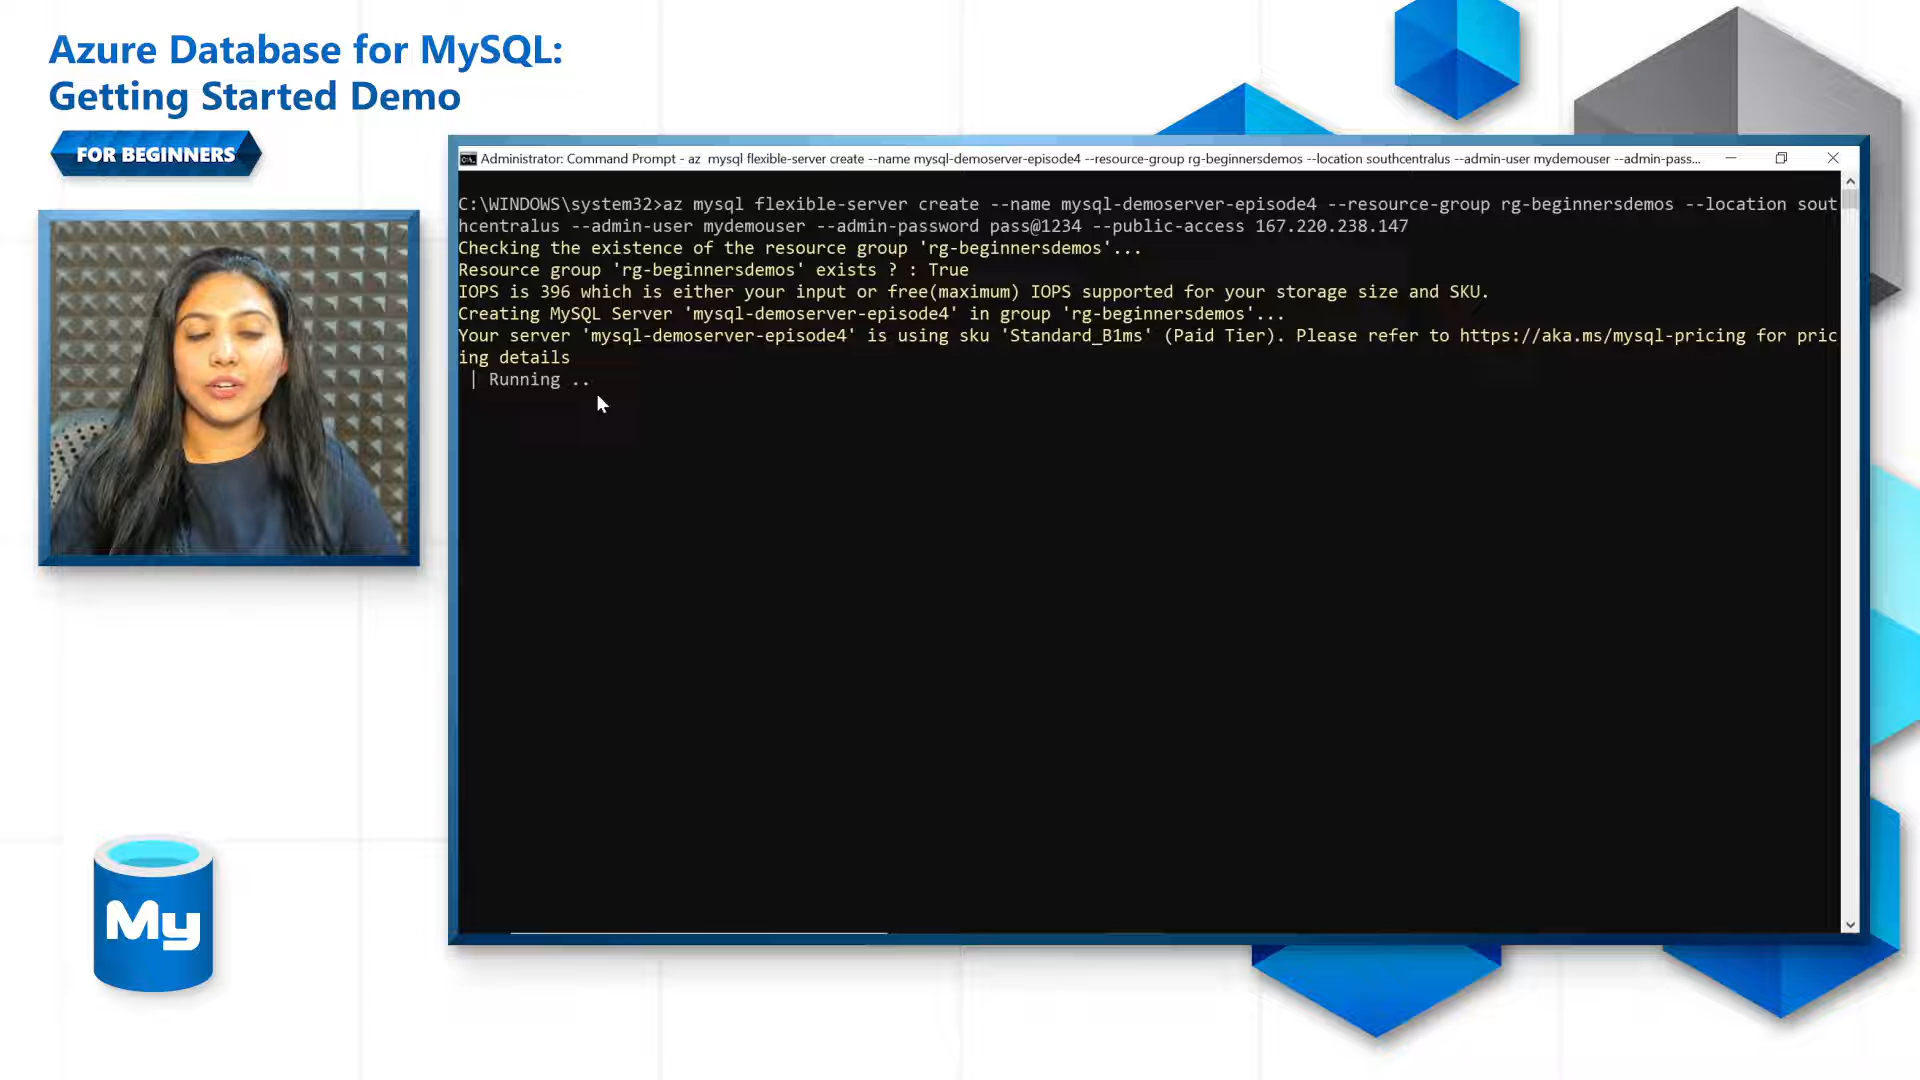 Azure Database for MySQL:
Getting Started Demo
FOR BEGINNERS
Administrator: Command Prompt - az  mysql flexible-server create --name mysql-demoserver-episode4 --resource-group rg-beginnersdemos --location southcentralus --admin-user mydemouser --admin-pass...
C:\WINDOWS\system32>az mysql flexible-server create --name mysql-demoserver-episode4 --resource-group rg-beginnersdemos --location sout
hcentralus --admin-user mydemouser --admin-password pass@1234 --public-access 167.220.238.147
Checking the existence of the resource group 'rg-beginnersdemos'...
Resource group 'rg-beginnersdemos' exists ? : True
IOPS is 396 which is either your input or free(maximum) IOPS supported for your storage size and SKU.
Creating MySQL Server 'mysql-demoserver-episode4' in group 'rg-beginnersdemos'...
Your server 'mysql-demoserver-episode4' is using sku 'Standard_B1ms' (Paid Tier). Please refer to https://aka.ms/mysql-pricing for pric
ing details
| Running ..
My